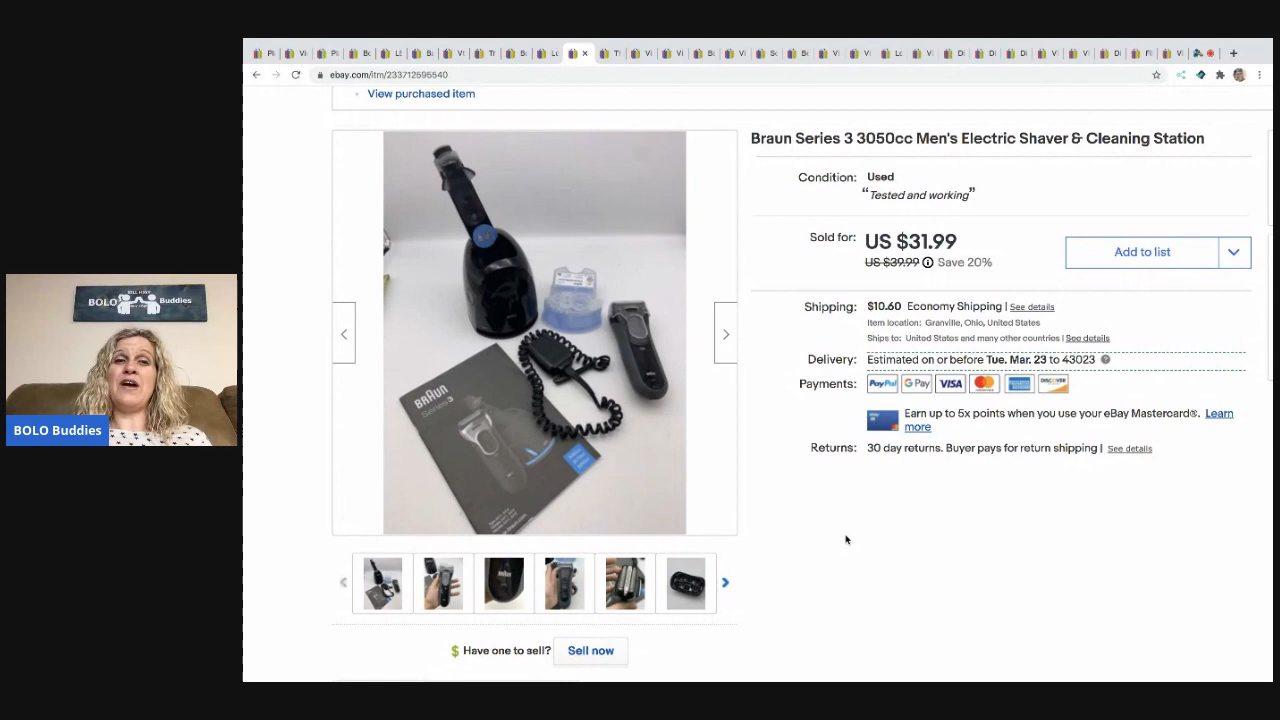 ebay.com/itm/233712595540
View purchased item
Braun Series 3 3050cc Men's Electric Shaver & Cleaning Station
Condition: Used
“Tested and working”
Sold for: US $31.99
US $39.99 Save 20%
Add to list
Shipping: $10.60 Economy Shipping | See details
Item location: Granville, Ohio, United States
Ships to: United States and many other countries | See details
Delivery: Estimated on or before Tue. Mar. 23 to 43023
Payments: PayPal G Pay VISA DISCOVER
Earn up to 5x points when you use your eBay Mastercard®. Learn
more
Returns: 30 day returns. Buyer pays for return shipping | See details
BRAUN
Series 3
BOLO Buddies
BOLO Buddies
$ Have one to sell? Sell now